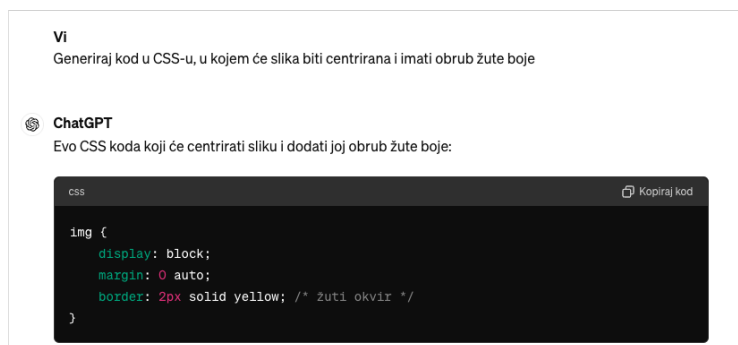 Vi
Generiraj kod u CSS-u, u kojem će slika biti centrirana i imati obrub žute boje
ChatGPT
Evo CSS koda koji će centrirati sliku i dodati joj obrub žute boje:
css
Kopiraj kod
img {
    display: block;
    margin: 0 auto;
    border: 2px solid yellow; /* žuti okvir */
}